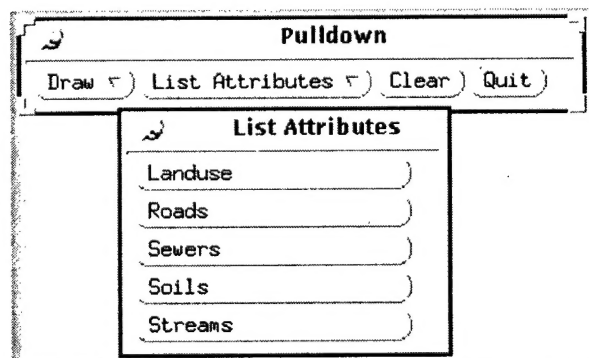 Pulldown
Draw List Attributes Clear Quit
List Attributes
Landuse
Roads
Sewers
Soils
Streams